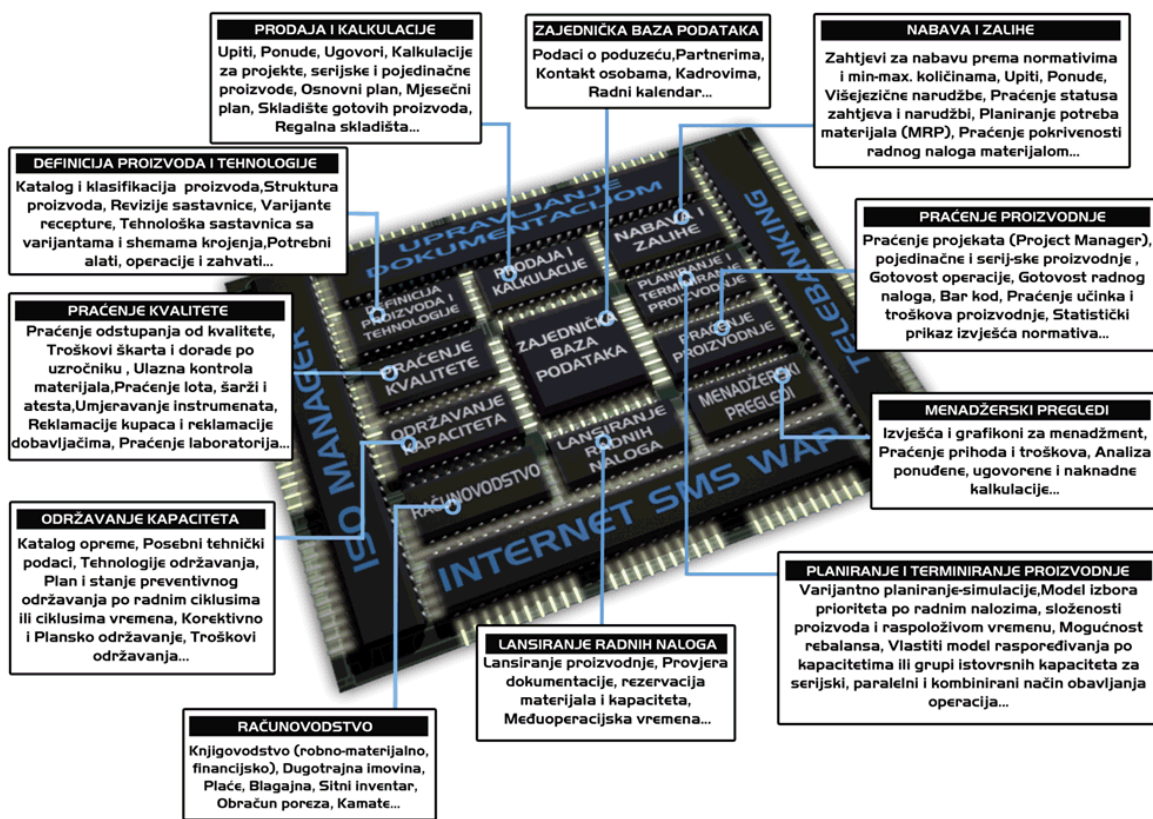 PRODAJA I KALKULACIJE
Upiti, Ponude, Ugovori, Kalkulacije
za projekte, serijske i pojedinačne
proizvode, Osnovni plan, Mjesečni
plan, Skladište gotovih proizvoda,
Regalna skladišta...
ZAJEDNIČKA BAZA PODATAKA
Podaci o poduzeću,Partnerima,
Kontakt osobama, Kadrovima,
Radni kalendar...
NABAVA I ZALIHE
Zahtjevi za nabavu prema normativima
i min-max. količinama, Upiti, Ponude,
Višejezične narudžbe, Praćenje statusa
zahtjeva i narudžbi, Planiranje potreba
materijala (MRP), Praćenje pokrivenosti
radnog naloga materijalom...
DEFINICIJA PROIZVODA I TEHNOLOGIJE
Katalog i klasifikacija proizvoda,Struktura
proizvoda, Revizije sastavnice, Varijante
recepture, Tehnološka sastavnica sa
varijantama i shemama krojenja,Potrebni
alati, operacije i zahvati...
PRAĆENJE PROIZVODNJE
Praćenje projekata (Project Manager),
pojedinačne i serij-ske proizvodnje ,
Gotovost operacije, Gotovost radnog
naloga, Bar kod, Praćenje učinka i
troškova proizvodnje, Statistički
prikaz izvješća normativa...
PRAĆENJE KVALITETE
Praćenje odstupanja od kvalitete,
Troškovi škarta i dorade po
uzročniku , Ulazna kontrola
materijala,Praćenje lota, šarži i
atesta,Umjeravanje instrumenata,
Reklamacije kupaca i reklamacije
dobavljačima, Praćenje laboratorija...
MENADŽERSKI PREGLEDI
Izvješća i grafikoni za menadžment,
Praćenje prihoda i troškova, Analiza
ponuđene, ugovorene i naknadne
kalkulacije...
ODRŽAVANJE KAPACITETA
Katalog opreme, Posebni tehnički
podaci, Tehnologije održavanja,
Plan i stanje preventivnog
održavanja po radnim ciklusima
ili ciklusima vremena, Korektivno
i Plansko održavanje, Troškovi
održavanja...
PLANIRANJE I TERMINIRANJE PROIZVODNJE
Varijantno planiranje-simulacije,Model izbora
prioriteta po radnim nalozima, složenosti
proizvoda i raspoloživom vremenu, Mogućnost
rebalansa, Vlastiti model raspoređivanja po
kapacitetima ili grupi istovrsnih kapaciteta za
serijski, paralelni i kombinirani način obavljanja
operacija...
LANSIRANJE RADNIH NALOGA
Lansiranje proizvodnje, Provjera
dokumentacije, rezervacija
materijala i kapaciteta,
Međuoperacijska vremena...
RAČUNOVODSTVO
Knjigovodstvo (robno-materijalno,
financijsko), Dugotrajna imovina,
Plaće, Blagajna, Sitni inventar,
Obračun poreza, Kamate...
UPRAVLJANJE
DOKUMENTACIJOM
TELEBANKING
ISO MANAGER
INTERNET SMS WAP
NABAVA I
ZALIHE
PRODAJA I
KALKULACIJE
PLANIRANJE I
TERMINIRANJE
PROIZVODNJE
DEFINICIJA
PROIZVODA I
TEHNOLOGIJE
ZAJEDNIČKA
BAZA
PODATAKA
PRAĆENJE
PROIZVODNJE
PRAĆENJE
KVALITETE
MENADŽERSKI
PREGLEDI
ODRŽAVANJE
KAPACITETA
LANSIRANJE
RADNIH
NALOGA
RAČUNOVODSTVO